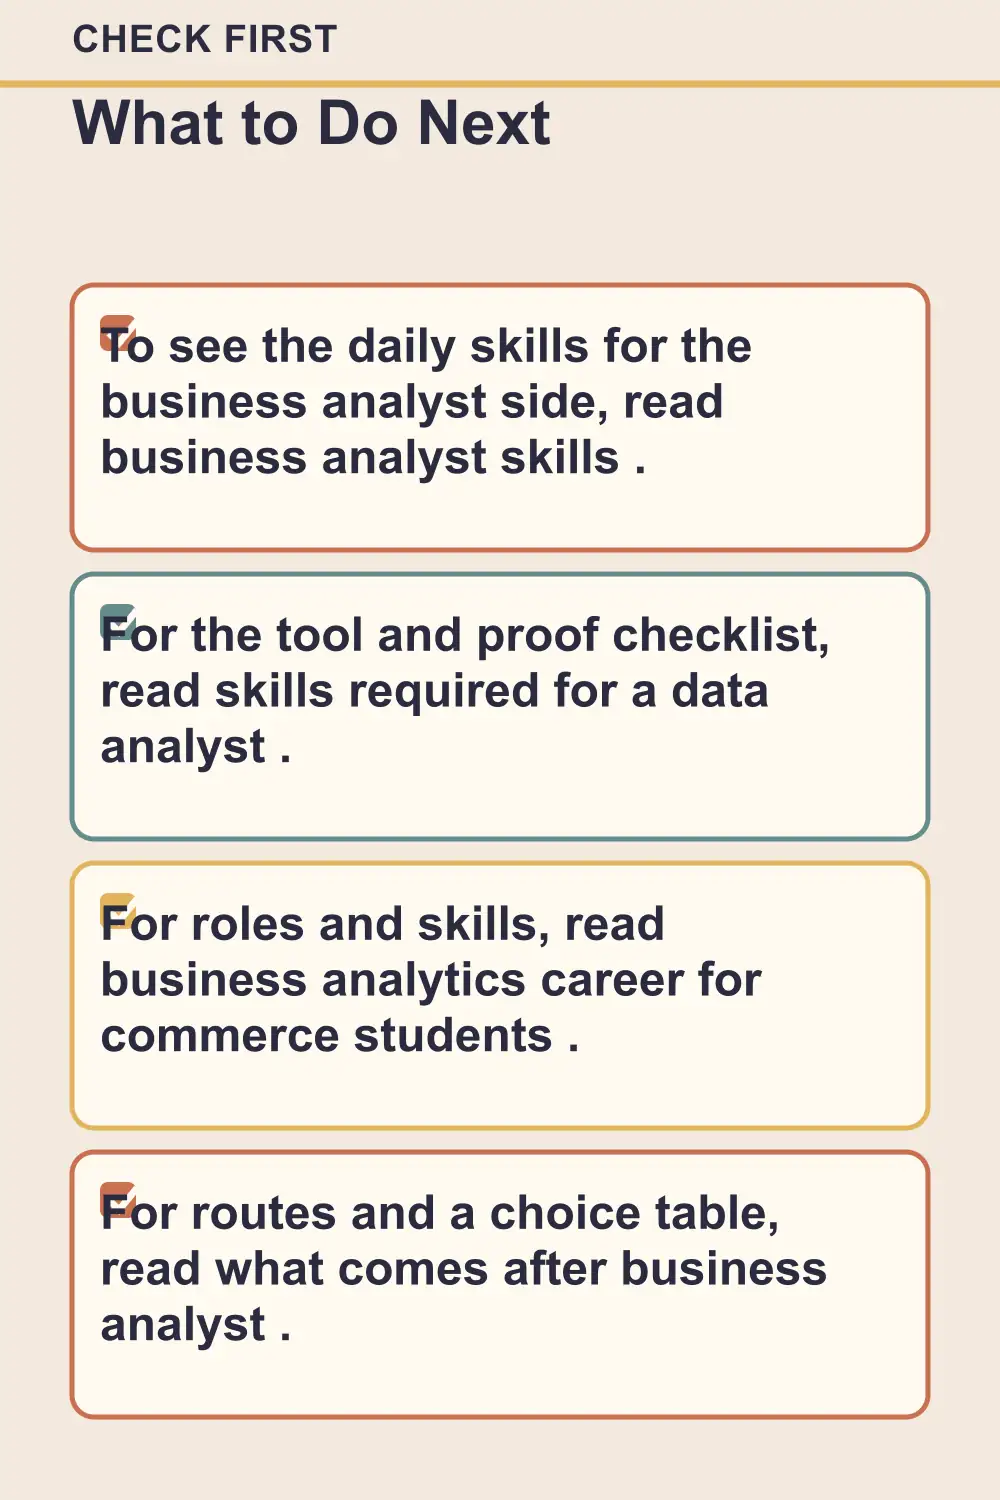 CHECK FIRST
What to Do Next
To see the daily skills for the
business analyst side, read
business analyst skills .
For the tool and proof checklist,
read skills required for a data
analyst .
For roles and skills, read
business analytics career for
commerce students .
For routes and a choice table,
read what comes after business
analyst .